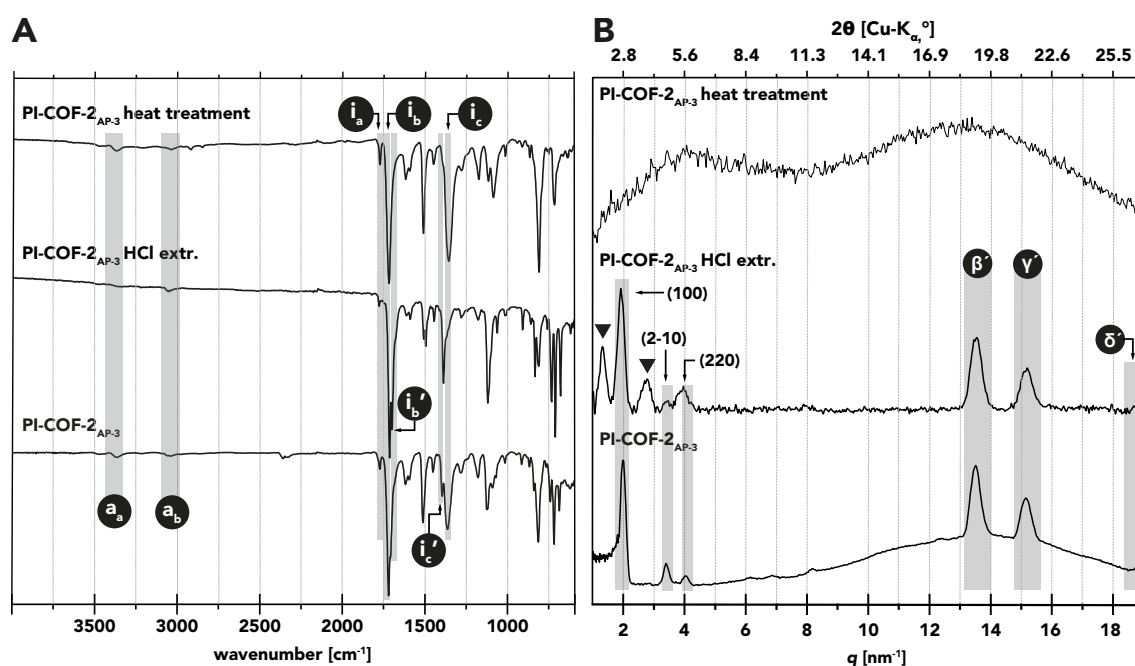 A
PI-COF-2AP-3 heat treatment
ia
ib
ic
PI-COF-2AP-3 HCl extr.
ib′
PI-COF-2AP-3
aa
ab
ic′
3500 3000 2500 2000 1500 1000
wavenumber [cm-1]
B
2θ [Cu-Kα,°]
2.8 5.6 8.4 11.3 14.1 16.9 19.8 22.6 25.5
PI-COF-2AP-3 heat treatment
PI-COF-2AP-3 HCl extr.
β´
γ´
(100)
(2-10)
(220)
δ´
PI-COF-2AP-3
2 4 6 8 10 12 14 16 18
q [nm-1]